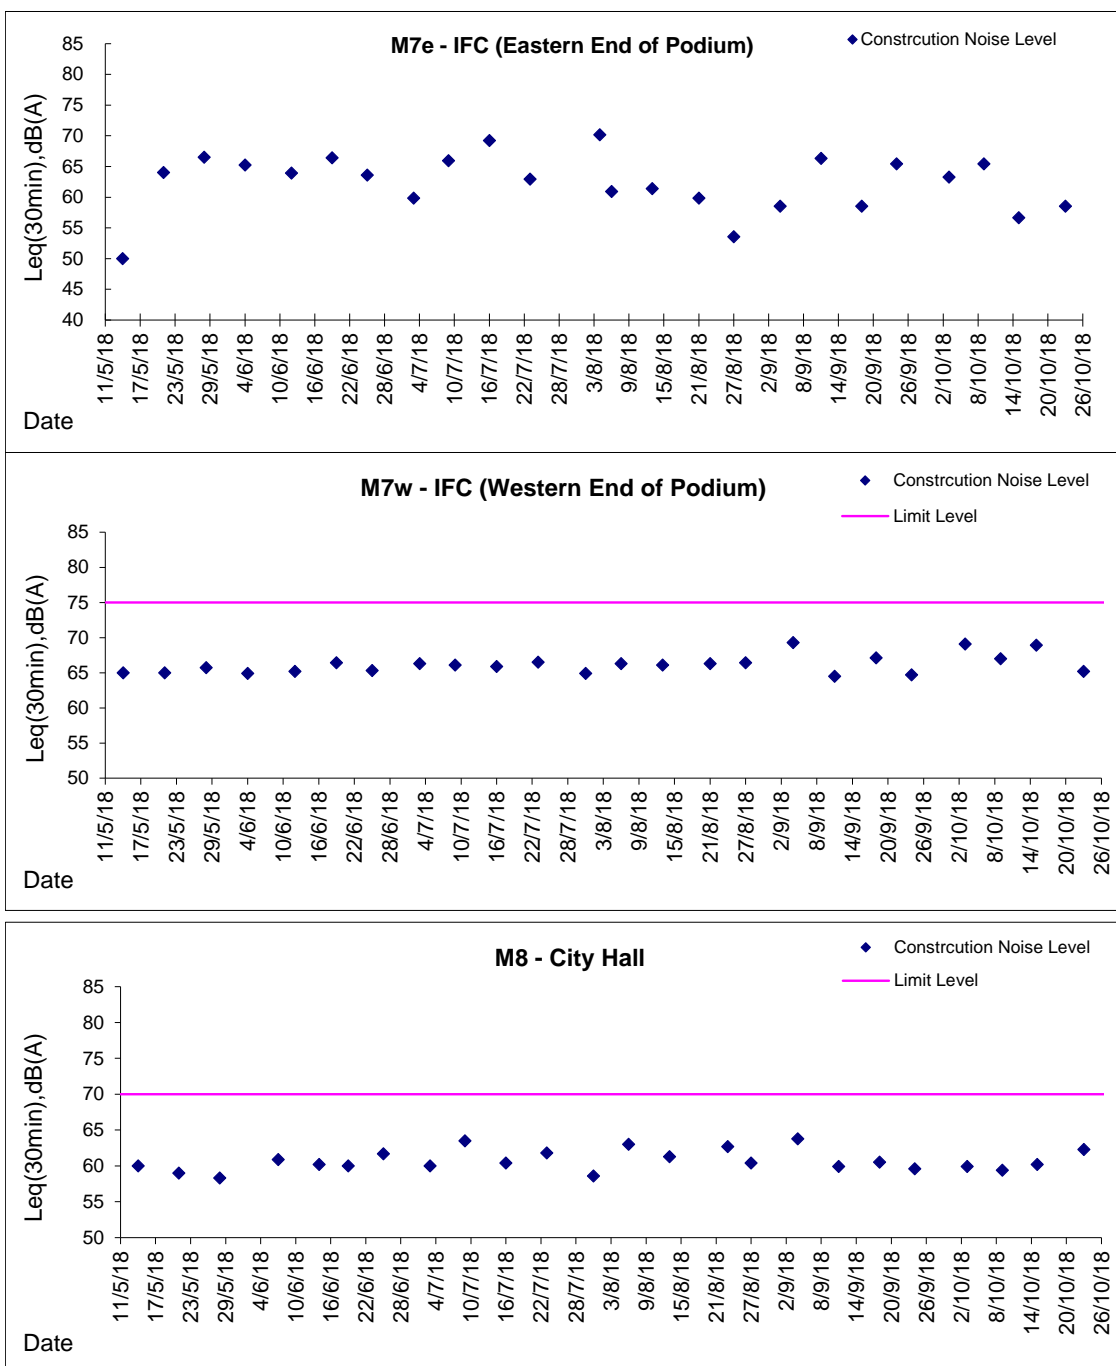 M7e - IFC (Eastern End of Podium)
Constrcution Noise Level
Leq(30min),dB(A)
85
80
75
70
65
60
55
50
45
40
11/5/18 17/5/18 23/5/18 29/5/18 4/6/18 10/6/18 16/6/18 22/6/18 28/6/18 4/7/18 10/7/18 16/7/18 22/7/18 28/7/18 3/8/18 9/8/18 15/8/18 21/8/18 27/8/18 2/9/18 8/9/18 14/9/18 20/9/18 26/9/18 2/10/18 8/10/18 14/10/18 20/10/18 26/10/18
Date
M7w - IFC (Western End of Podium)
Constrcution Noise Level
Limit Level
Leq(30min),dB(A)
85
80
75
70
65
60
55
50
11/5/18 17/5/18 23/5/18 29/5/18 4/6/18 10/6/18 16/6/18 22/6/18 28/6/18 4/7/18 10/7/18 16/7/18 22/7/18 28/7/18 3/8/18 9/8/18 15/8/18 21/8/18 27/8/18 2/9/18 8/9/18 14/9/18 20/9/18 26/9/18 2/10/18 8/10/18 14/10/18 20/10/18 26/10/18
Date
M8 - City Hall
Constrcution Noise Level
Limit Level
Leq(30min),dB(A)
85
80
75
70
65
60
55
50
11/5/18 17/5/18 23/5/18 29/5/18 4/6/18 10/6/18 16/6/18 22/6/18 28/6/18 4/7/18 10/7/18 16/7/18 22/7/18 28/7/18 3/8/18 9/8/18 15/8/18 21/8/18 27/8/18 2/9/18 8/9/18 14/9/18 20/9/18 26/9/18 2/10/18 8/10/18 14/10/18 20/10/18 26/10/18
Date